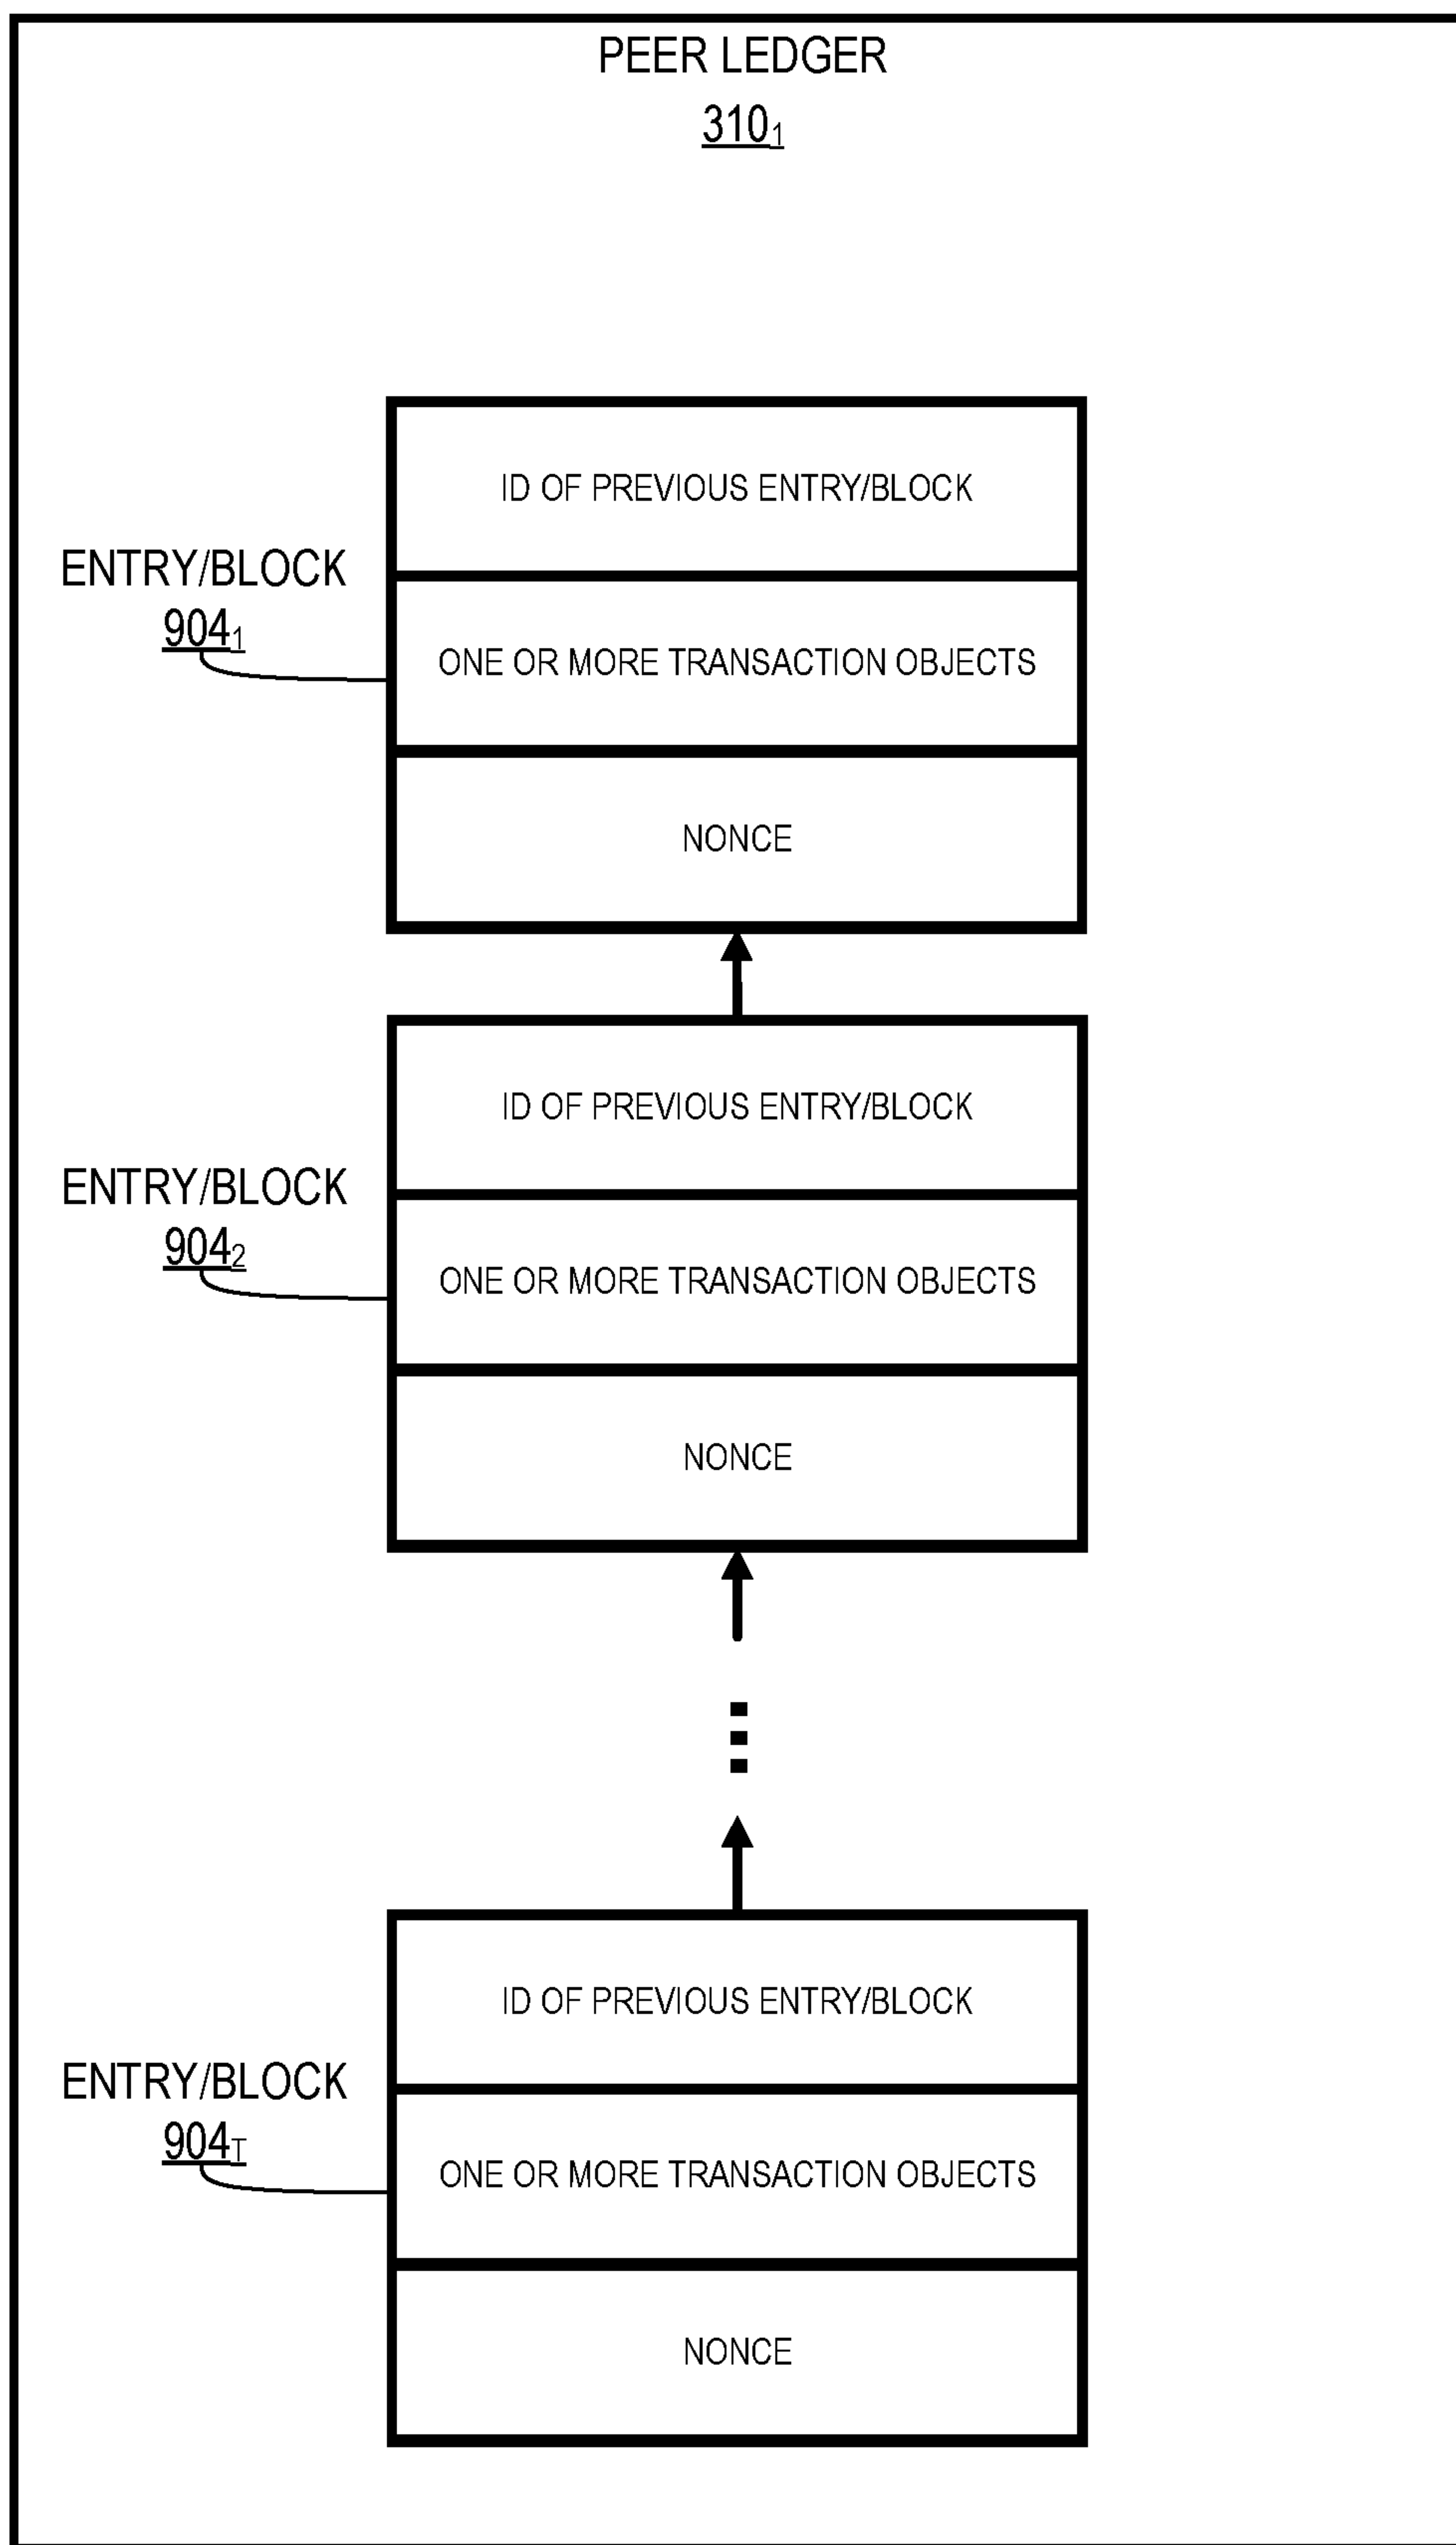 PEER LEDGER
310₁
ID OF PREVIOUS ENTRY/BLOCK
ENTRY/BLOCK
904₁
ONE OR MORE TRANSACTION OBJECTS
NONCE
ID OF PREVIOUS ENTRY/BLOCK
ENTRY/BLOCK
904₂
ONE OR MORE TRANSACTION OBJECTS
NONCE
ID OF PREVIOUS ENTRY/BLOCK
ENTRY/BLOCK
904T
ONE OR MORE TRANSACTION OBJECTS
NONCE